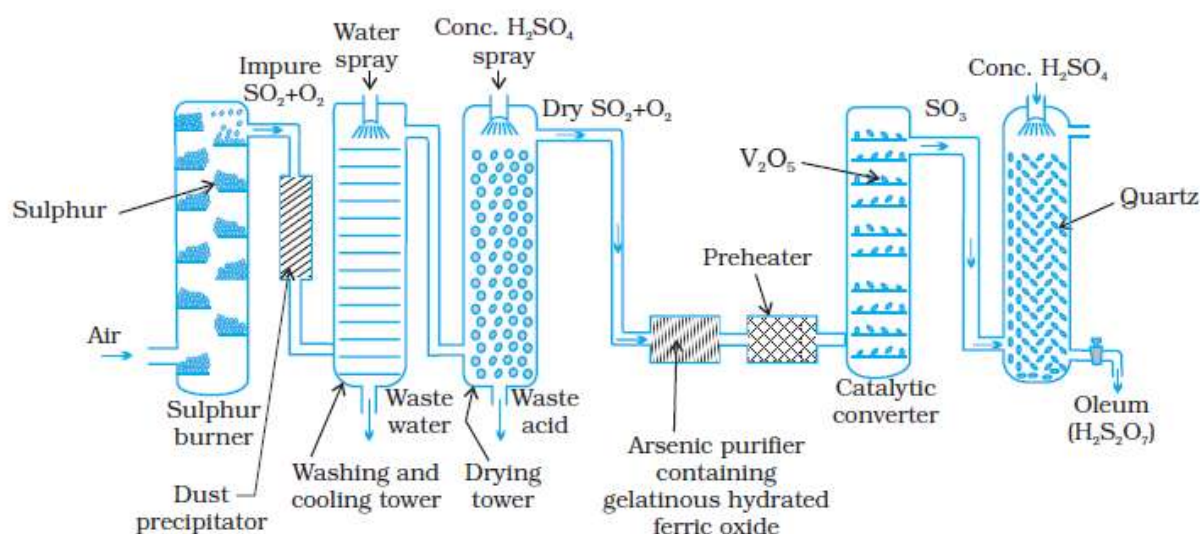 Impure
SO₂+O₂
Water
spray
Conc. H₂SO₄
spray
Dry SO₂+O₂
SO₃
Conc. H₂SO₄
V₂O₅
Sulphur
Quartz
Preheater
Air
Sulphur
burner
Waste
water
Waste
acid
Catalytic
converter
Oleum
(H₂S₂O₇)
Dust
precipitator
Washing and
cooling tower
Drying
tower
Arsenic purifier
containing
gelatinous hydrated
ferric oxide